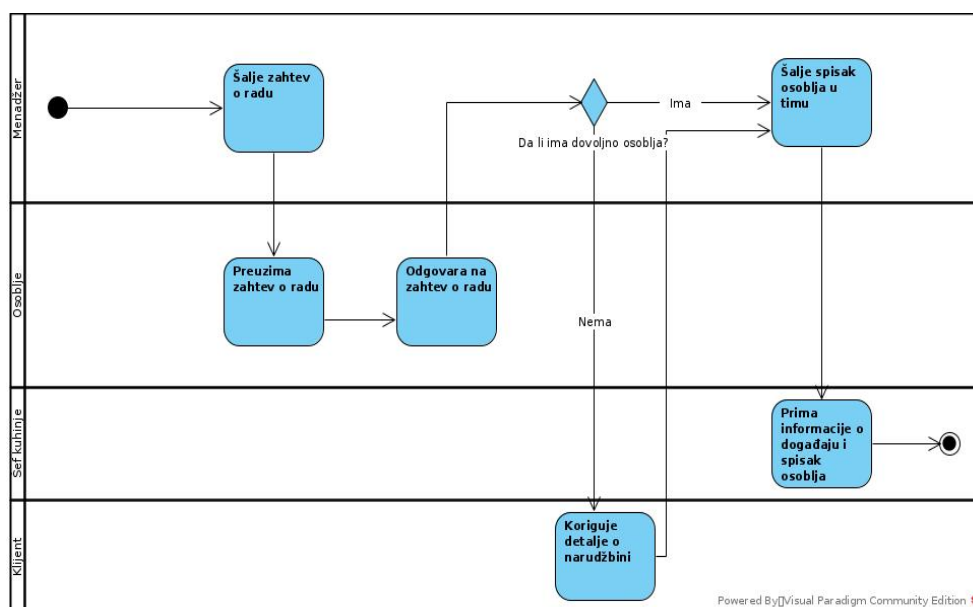 Menadžer
Šalje zahtev
o radu
Da li ima dovoljno osoblja?
Ima
Šalje spisak
osoblja u
timu
Osoblje
Preuzima
zahtev o radu
Odgovara na
zahtev o radu
Nema
Šef kuhinje
Prima
informacije o
događaju i
spisak
osoblja
Klijent
Koriguje
detalje o
narudžbini
Powered By▯Visual Paradigm Community Edition